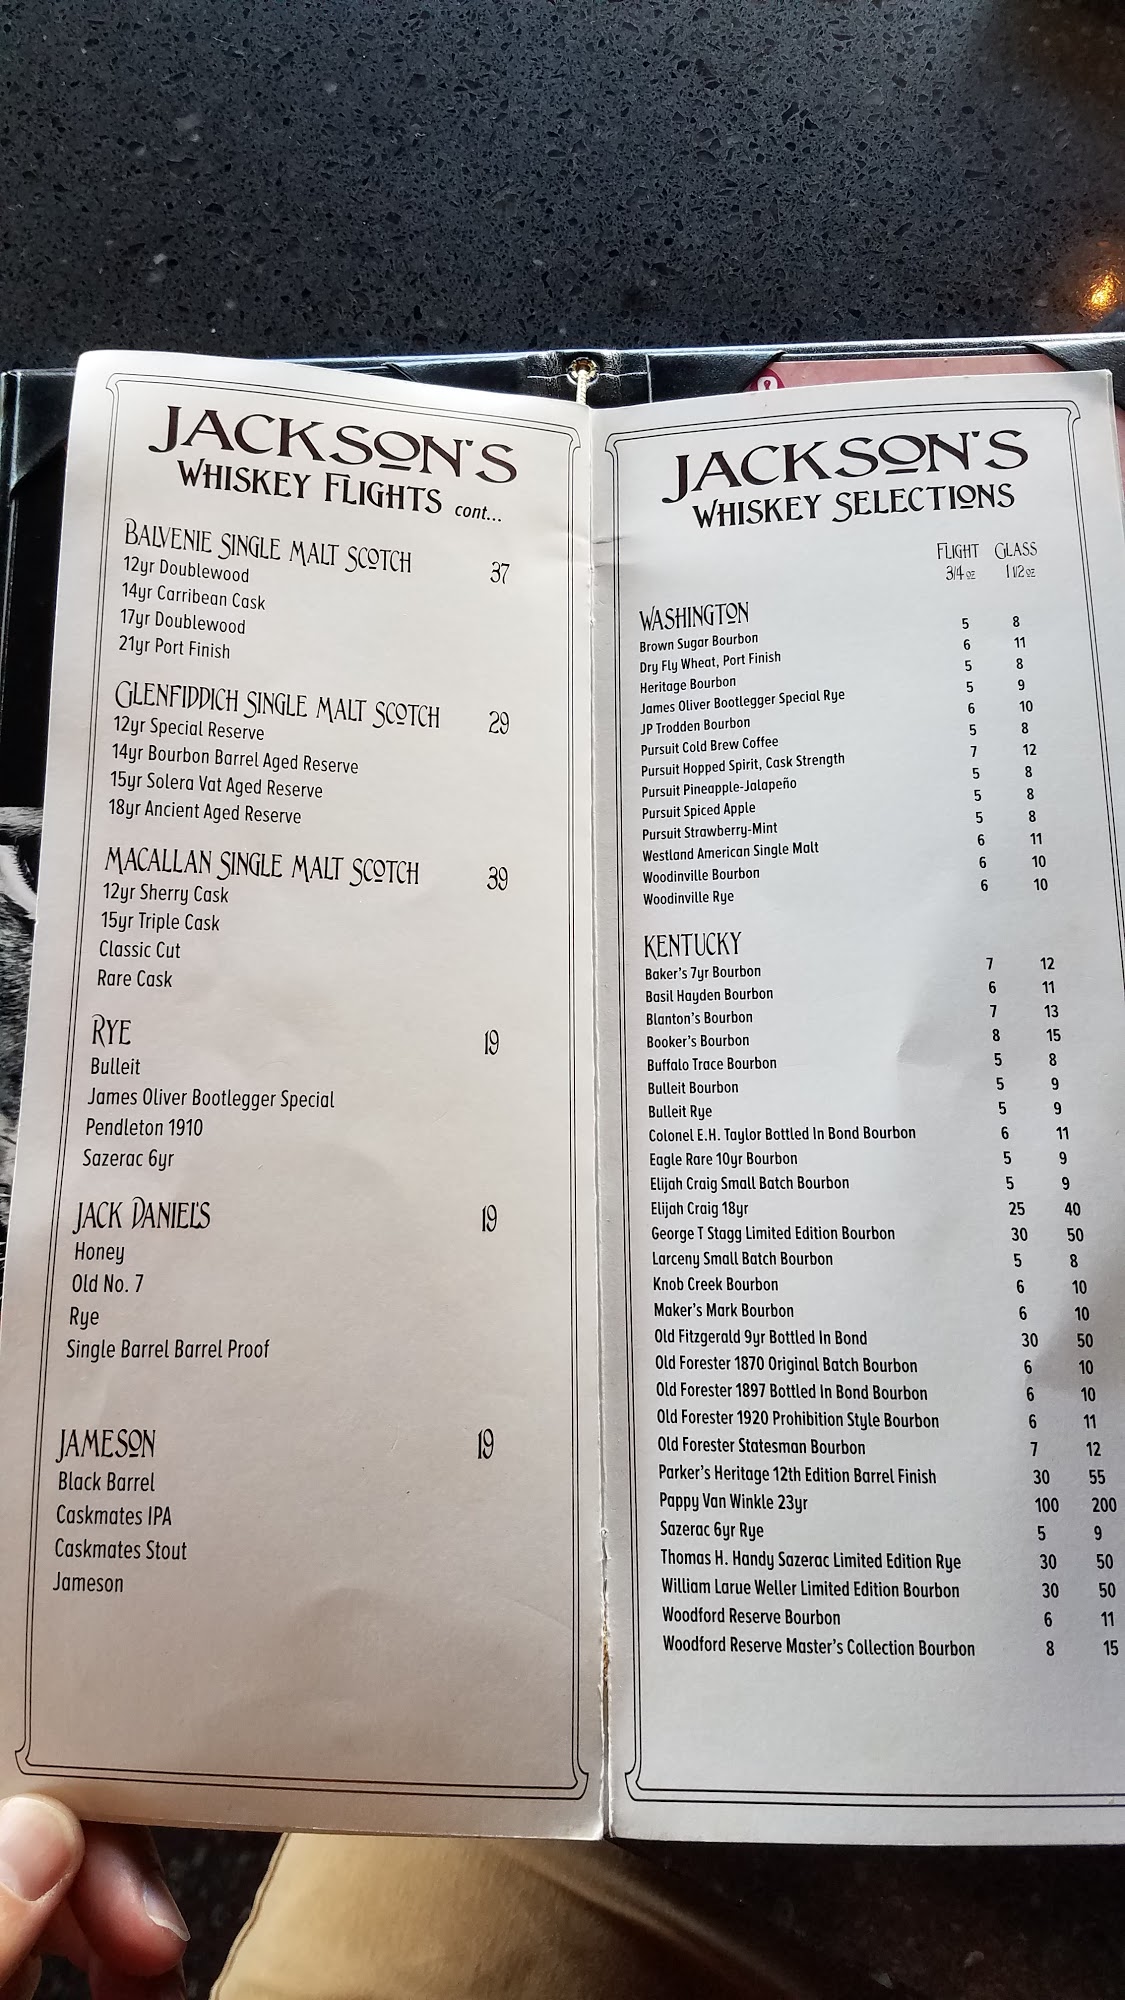 JACKSON'S
WHISKEY FLIGHTS cont...
BALVENIE SINGLE MALT SCOTCH 37
12yr Doublewood
14yr Carribean Cask
17yr Doublewood
21yr Port Finish
GLENFIDDICH SINGLE MALT SCOTCH 29
12yr Special Reserve
14yr Bourbon Barrel Aged Reserve
15yr Solera Vat Aged Reserve
18yr Ancient Aged Reserve
MACALLAN SINGLE MALT SCOTCH 39
12yr Sherry Cask
15yr Triple Cask
Classic Cut
Rare Cask
RYE 19
Bulleit
James Oliver Bootlegger Special
Pendleton 1910
Sazerac 6yr
JACK DANIEL'S 19
Honey
Old No. 7
Rye
Single Barrel Barrel Proof
JAMESON 19
Black Barrel
Caskmates IPA
Caskmates Stout
Jameson
JACKSON'S
WHISKEY SELECTIONS
FLIGHT GLASS
3/4 oz 1 1/2 oz
WASHINGTON
Brown Sugar Bourbon 5 8
Dry Fly Wheat, Port Finish 6 11
Heritage Bourbon 5 8
James Oliver Bootlegger Special Rye 5 9
JP Trodden Bourbon 6 10
Pursuit Cold Brew Coffee 5 8
Pursuit Hopped Spirit, Cask Strength 7 12
Pursuit Pineapple-Jalapeño 5 8
Pursuit Spiced Apple 5 8
Pursuit Strawberry-Mint 5 8
Westland American Single Malt 6 11
Woodinville Bourbon 6 10
Woodinville Rye 6 10
KENTUCKY
Baker's 7yr Bourbon 7 12
Basil Hayden Bourbon 6 11
Blanton's Bourbon 7 13
Booker's Bourbon 8 15
Buffalo Trace Bourbon 5 8
Bulleit Bourbon 5 9
Bulleit Rye 5 9
Colonel E.H. Taylor Bottled In Bond Bourbon 6 11
Eagle Rare 10yr Bourbon 5 9
Elijah Craig Small Batch Bourbon 5 9
Elijah Craig 18yr 25 40
George T Stagg Limited Edition Bourbon 30 50
Larceny Small Batch Bourbon 5 8
Knob Creek Bourbon 6 10
Maker's Mark Bourbon 6 10
Old Fitzgerald 9yr Bottled In Bond 30 50
Old Forester 1870 Original Batch Bourbon 6 10
Old Forester 1897 Bottled In Bond Bourbon 6 10
Old Forester 1920 Prohibition Style Bourbon 6 11
Old Forester Statesman Bourbon 7 12
Parker's Heritage 12th Edition Barrel Finish 30 55
Pappy Van Winkle 23yr 100 200
Sazerac 6yr Rye 5 9
Thomas H. Handy Sazerac Limited Edition Rye 30 50
William Larue Weller Limited Edition Bourbon 30 50
Woodford Reserve Bourbon 6 11
Woodford Reserve Master's Collection Bourbon 8 15